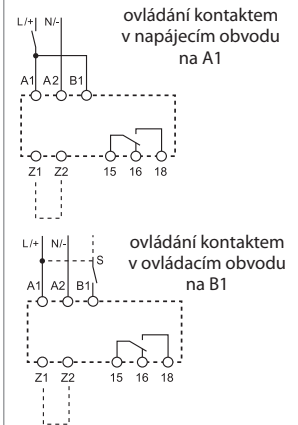 ovládání kontaktem
v napájecím obvodu
na A1
L/+ N/-
A1 A2 B1
Z1 Z2 15 16 18
ovládání kontaktem
v ovládacím obvodu
na B1
L/+ N/-
S
A1 A2 B1
Z1 Z2 15 16 18